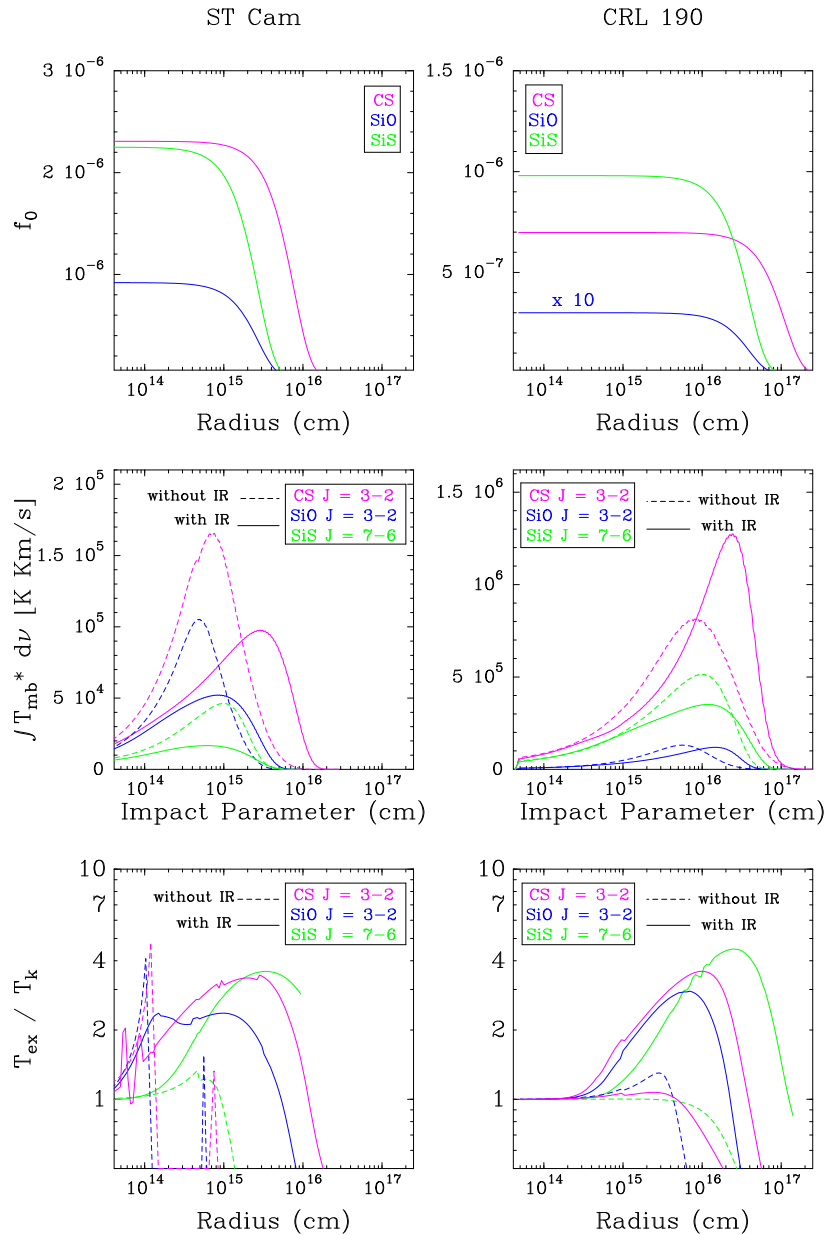 ST Cam
CRL 190
3 10⁻⁶
2 10⁻⁶
10⁻⁶
f₀
CS
SiO
SiS
10¹⁴ 10¹⁵ 10¹⁶ 10¹⁷
Radius (cm)
1.5 10⁻⁶
10⁻⁶
5 10⁻⁷
CS
SiO
SiS
x 10
10¹⁴ 10¹⁵ 10¹⁶ 10¹⁷
Radius (cm)
2 10⁵
1.5 10⁵
10⁵
5 10⁴
0
∫ T_mb* dν [K Km/s]
without IR
with IR
CS J = 3-2
SiO J = 3-2
SiS J = 7-6
10¹⁴ 10¹⁵ 10¹⁶ 10¹⁷
Impact Parameter (cm)
1.5 10⁶
10⁶
5 10⁵
0
CS J = 3-2
SiO J = 3-2
SiS J = 7-6
without IR
with IR
10¹⁴ 10¹⁵ 10¹⁶ 10¹⁷
Impact Parameter (cm)
10
7
4
2
1
T_ex / T_k
without IR
with IR
CS J = 3-2
SiO J = 3-2
SiS J = 7-6
10¹⁴ 10¹⁵ 10¹⁶ 10¹⁷
Radius (cm)
10
7
4
2
1
CS J = 3-2
SiO J = 3-2
SiS J = 7-6
without IR
with IR
10¹⁴ 10¹⁵ 10¹⁶ 10¹⁷
Radius (cm)